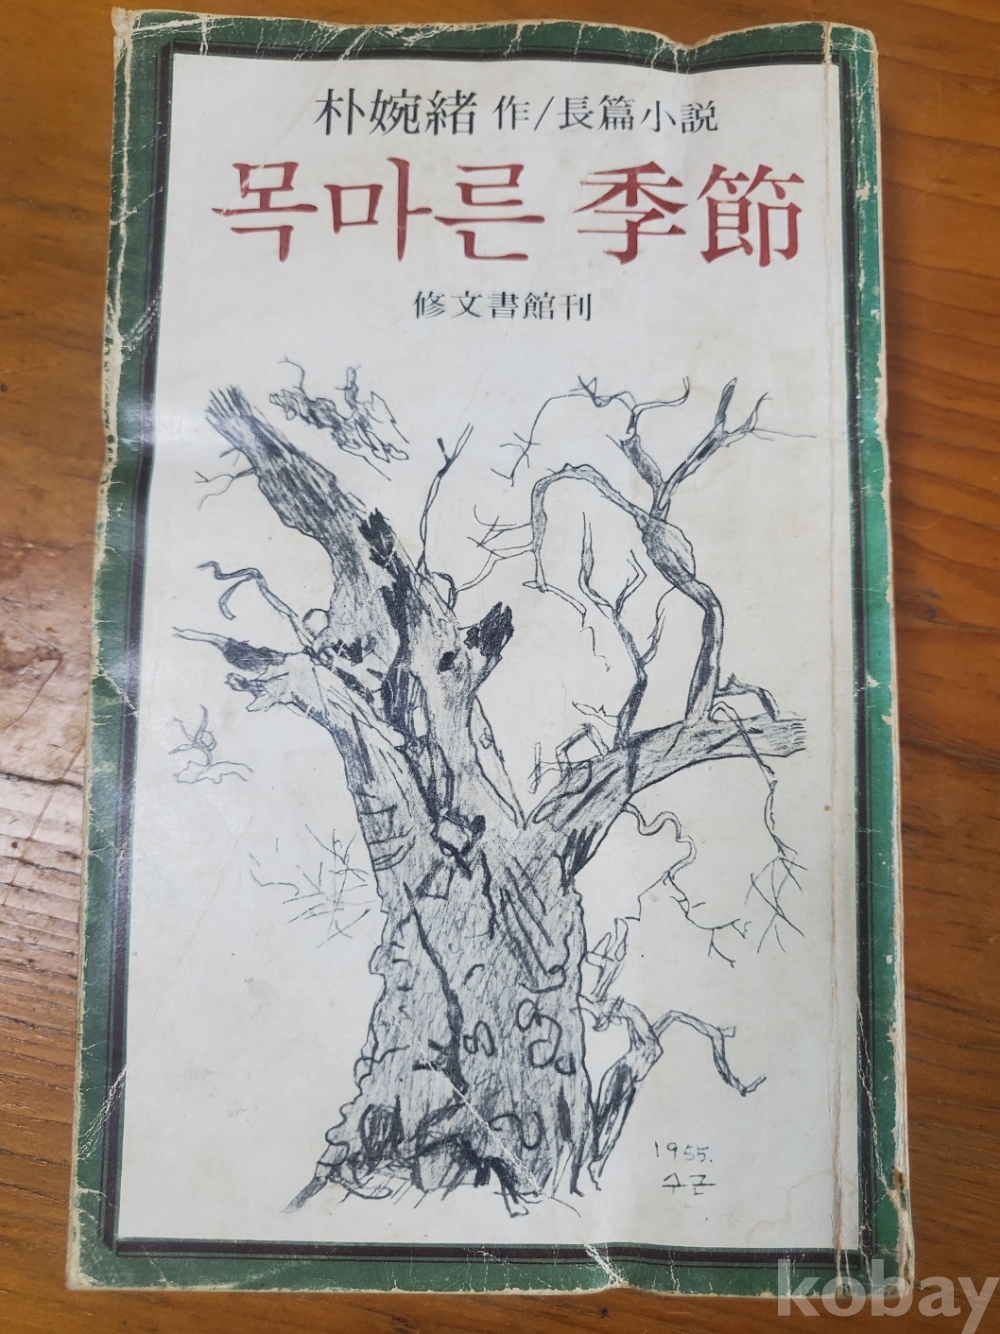 朴婉緖 作/長篇小說
목마른 季節
修文書館刊
1955.
수근
kobay